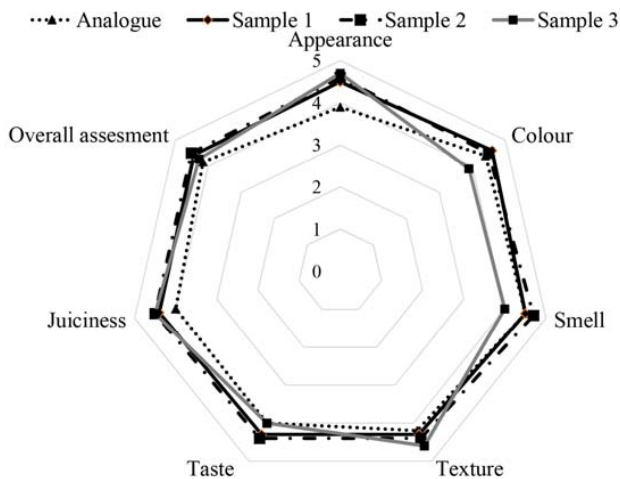 Analogue Sample 1 Sample 2 Sample 3
Appearance
5
4
3
2
1
0
Colour
Smell
Texture
Taste
Juiciness
Overall assesment